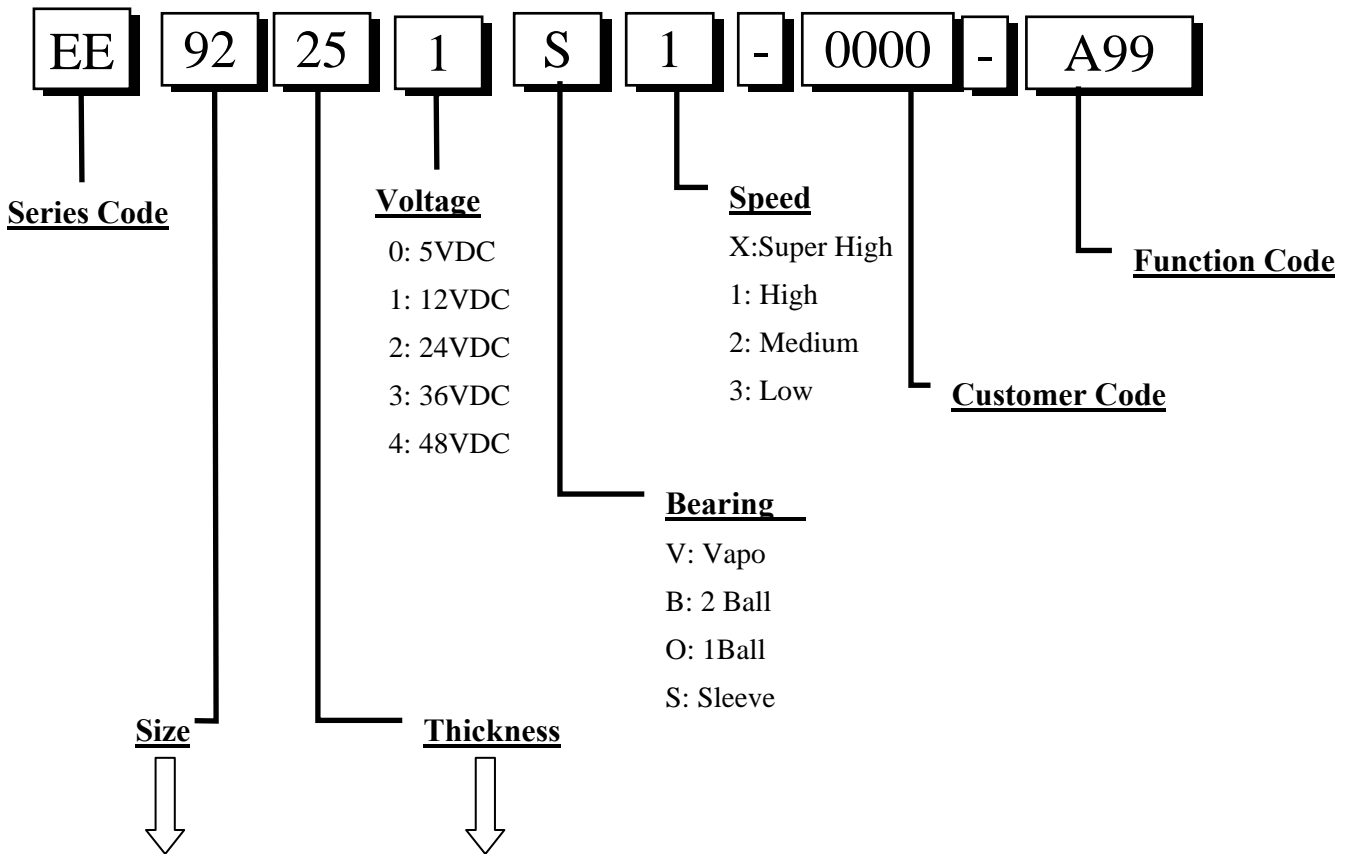 EE 92 25 1 S 1 - 0000 - A99
Series Code
Voltage
0: 5VDC
1: 12VDC
2: 24VDC
3: 36VDC
4: 48VDC
Speed
X:Super High
1: High
2: Medium
3: Low
Function Code
Customer Code
Bearing
V: Vapo
B: 2 Ball
O: 1Ball
S: Sleeve
Size
Thickness